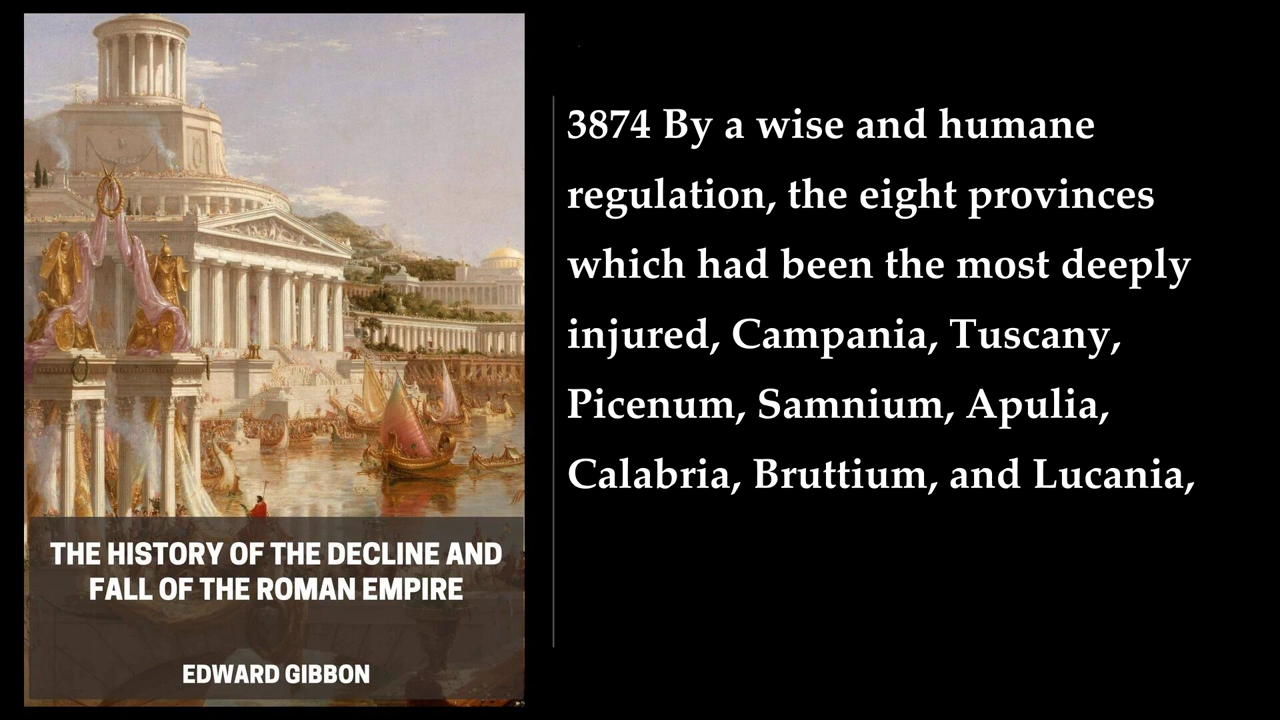 3874 By a wise and humane
regulation, the eight provinces
which had been the most deeply
injured, Campania, Tuscany,
Picenum, Samnium, Apulia,
Calabria, Bruttium, and Lucania,
THE HISTORY OF THE DECLINE AND
FALL OF THE ROMAN EMPIRE
EDWARD GIBBON